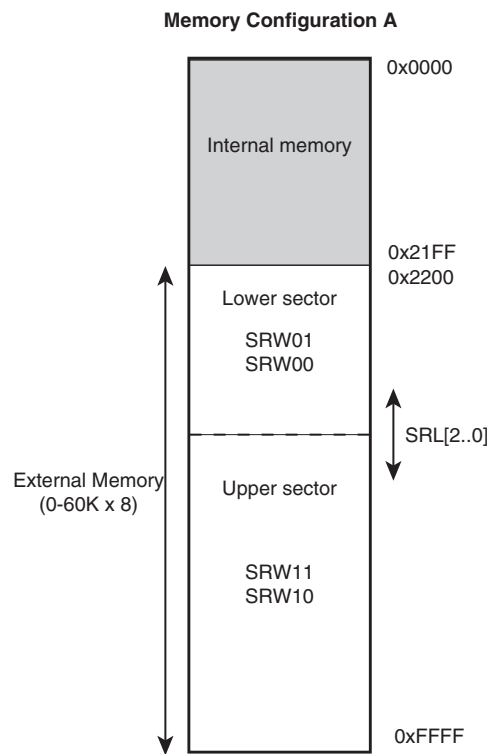 Memory Configuration A
0x0000
Internal memory
0x21FF
0x2200
Lower sector
SRW01
SRW00
SRL[2..0]
External Memory
(0-60K x 8)
Upper sector
SRW11
SRW10
0xFFFF